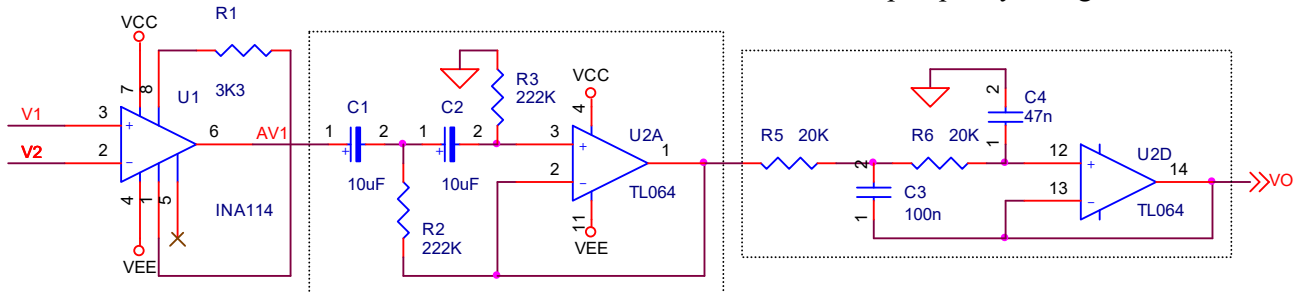 R1
VCC
3K3
7
8
U1
V1
3
+
6
AV1
V2
2
-
INA114
4
1
5
VEE
C1
1
2
+
10uF
C2
1
2
+
10uF
R3
222K
R2
222K
VCC
4
3
+
U2A
1
2
-
TL064
11
VEE
R5 20K
R6 20K
2
C4
47n
1
2
C3
100n
1
12
+
U2D
13
-
14
TL064
VO